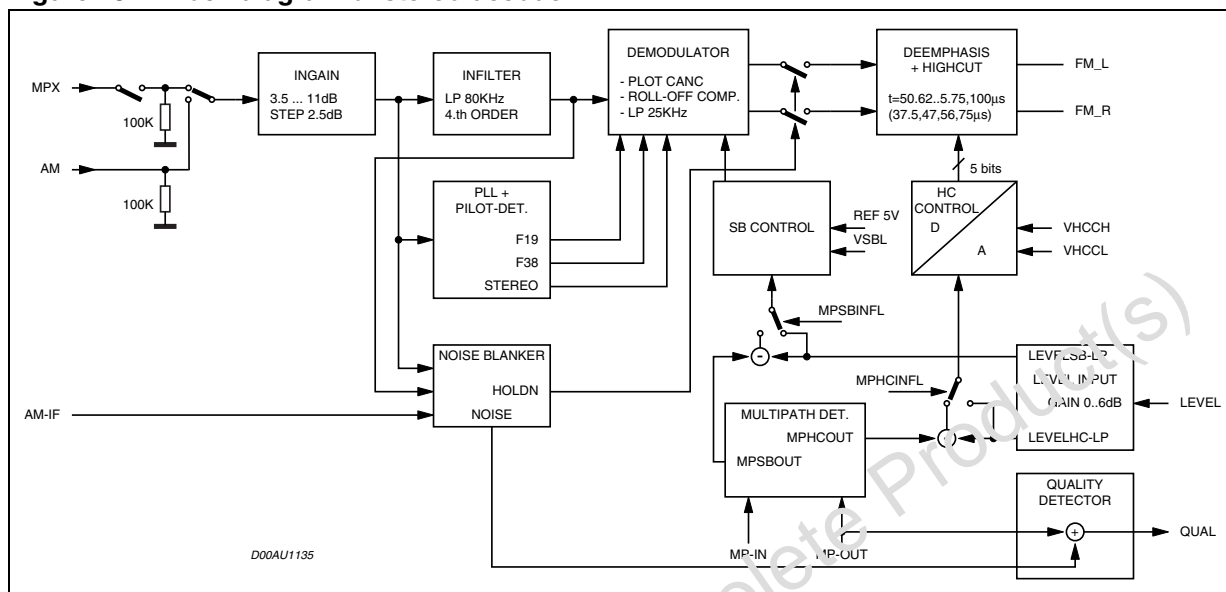 MPX
100K
AM
100K
INGAIN
3.5 ... 11dB
STEP 2.5dB
INFILTER
LP 80KHz
4.th ORDER
DEMODULATOR
- PLOT CANC
- ROLL-OFF COMP.
- LP 25KHz
DEEMPHASIS
+ HIGHCUT
t=50.62..5.75,100µs
(37.5,47,56,75µs)
FM_L
FM_R
5 bits
PLL +
PILOT-DET.
F19
F38
STEREO
SB CONTROL
REF 5V
VSBL
HC
CONTROL
D
A
VHCCH
VHCCL
MPSBINFL
NOISE BLANKER
HOLDN
NOISE
AM-IF
MPHCINFL
LEVELSB-LP
LEVEL INPUT
GAIN 0..6dB
LEVELHC-LP
LEVEL
MULTIPATH DET.
MPHCOUT
MPSBOUT
MP-IN
MP-OUT
QUALITY
DETECTOR
QUAL
D00AU1135
lete Product(s)